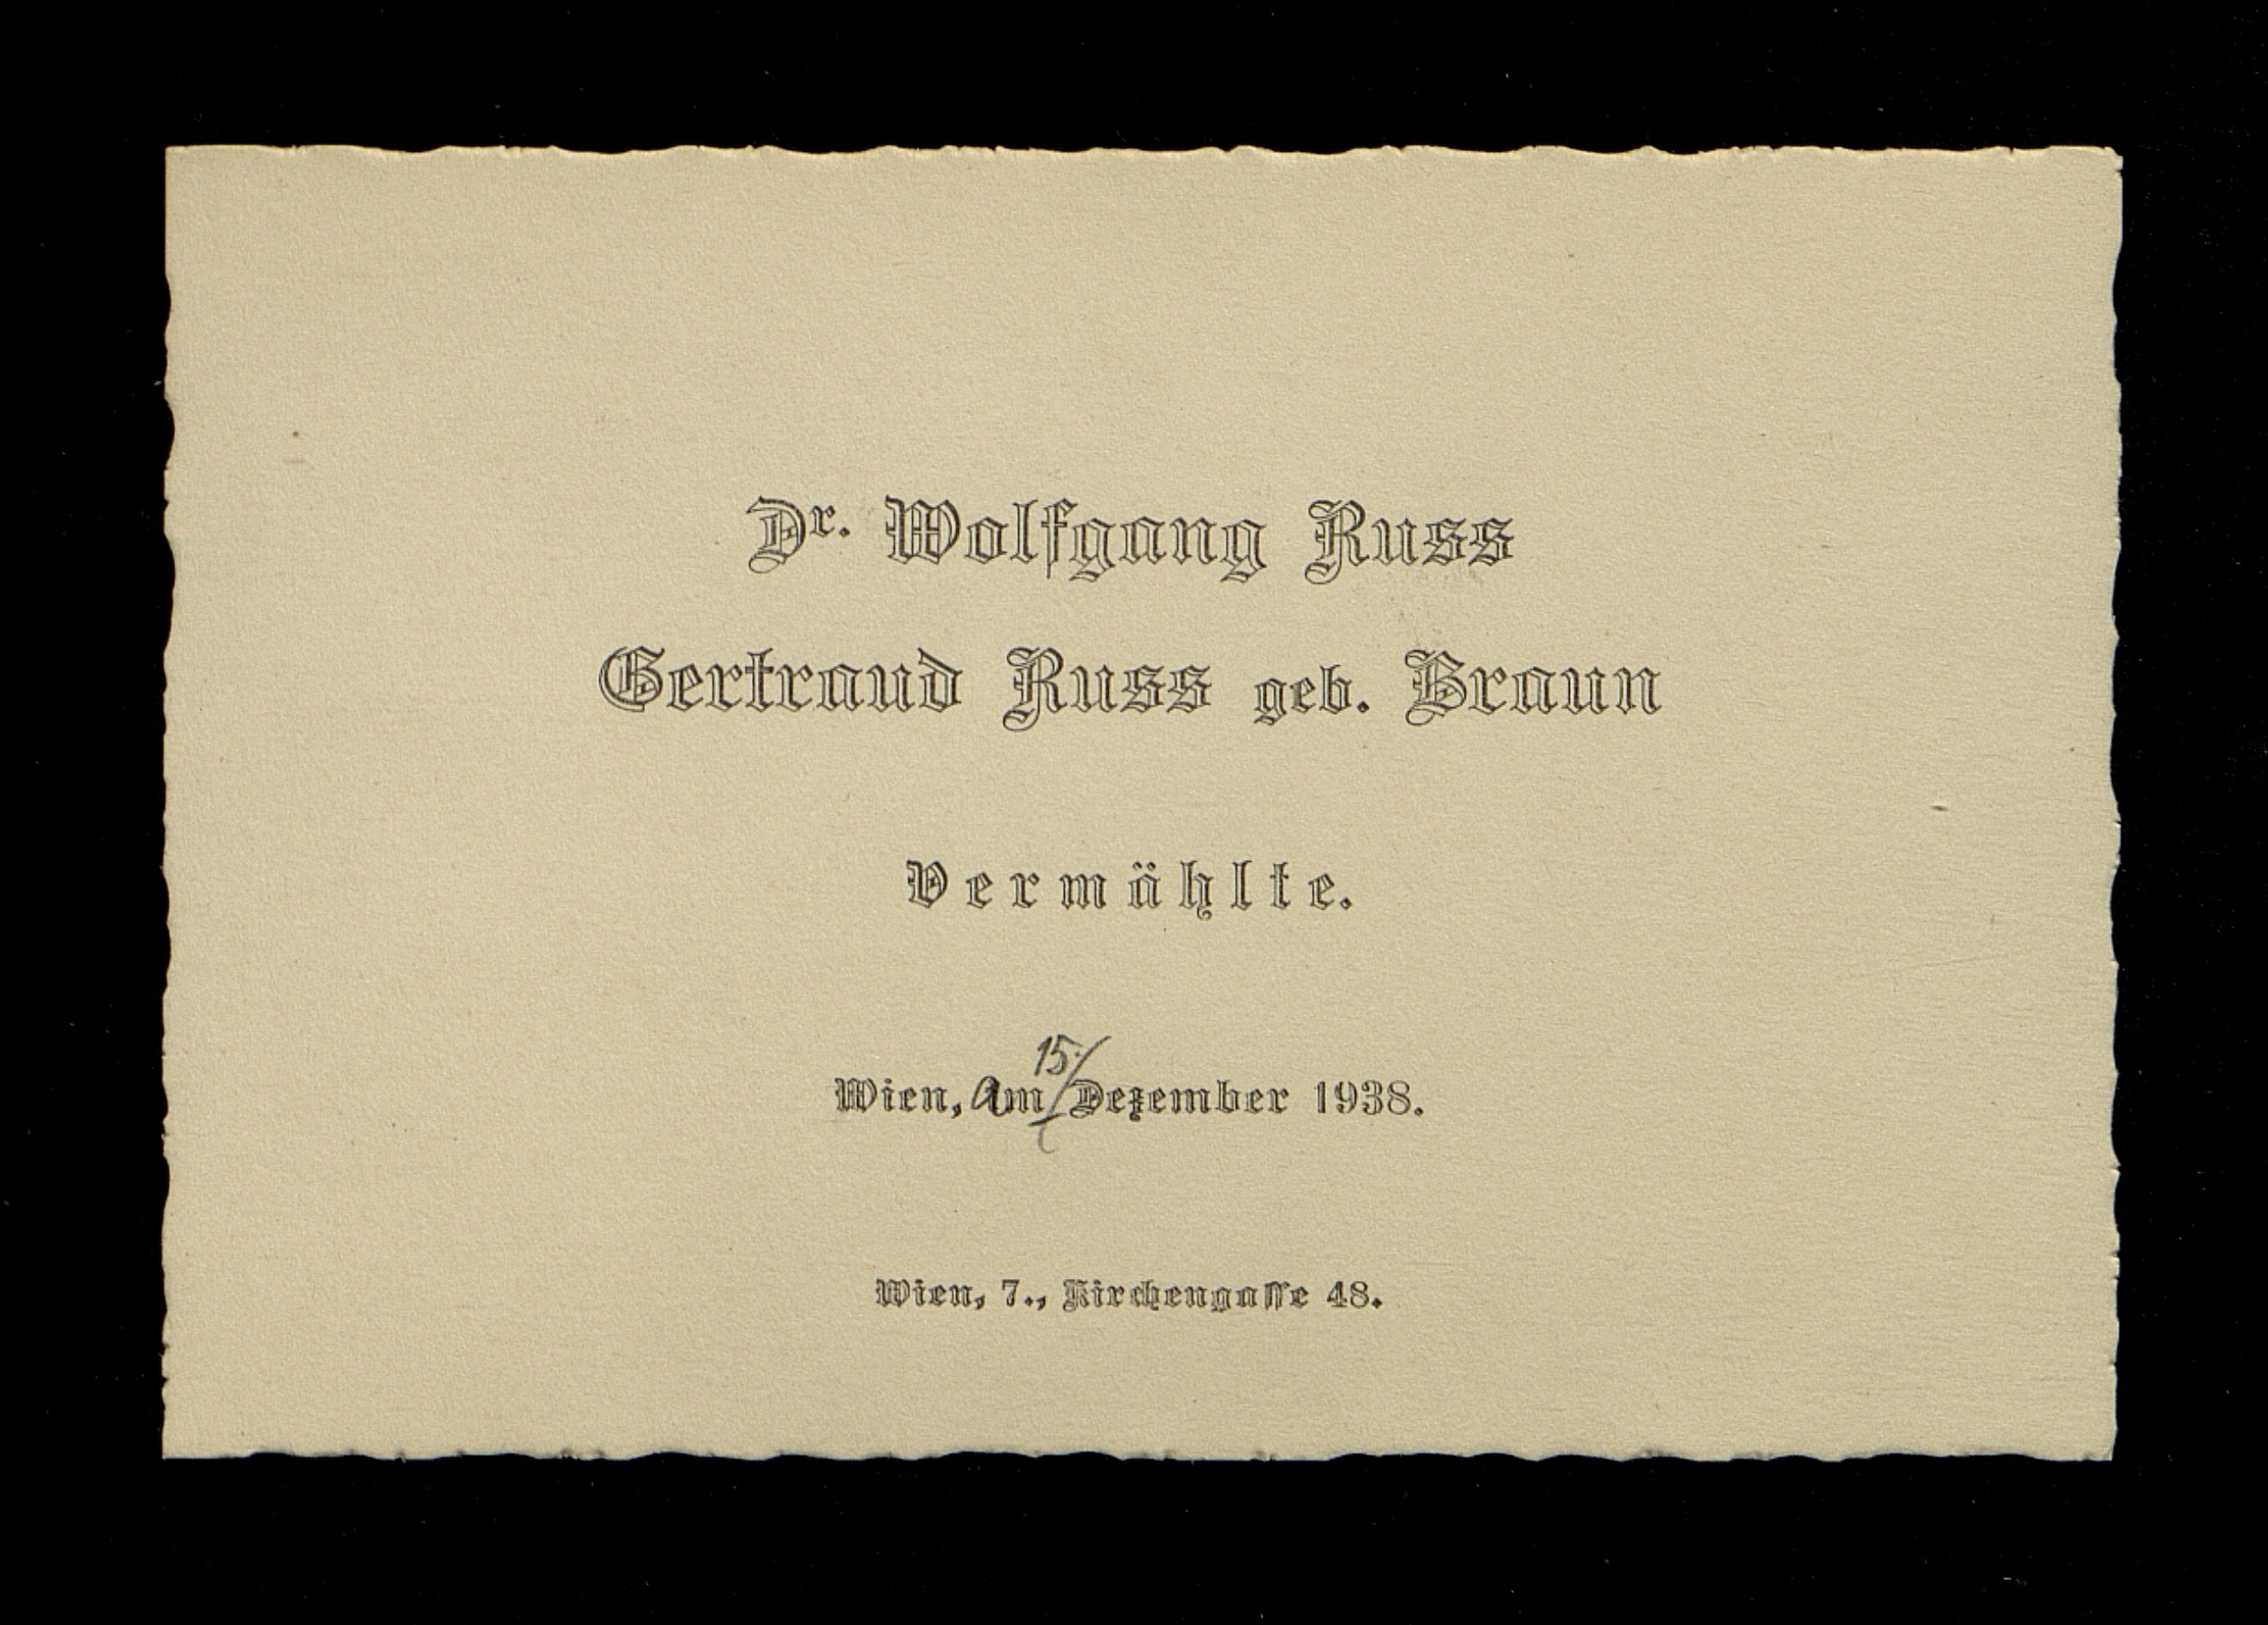 Dr. Wolfgang Russ
Gertraud Russ geb. Braun
Vermählte.
Wien, am 15. Dezember 1938.
Wien, 7., Kirchengasse 48.